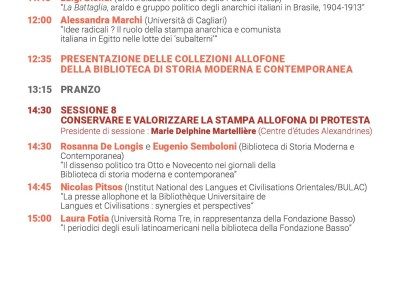 "La Battaglia, araldo e gruppo politico degli anarchici italiani in Brasile, 1904-1913"
12:00 Alessandra Marchi (Università di Cagliari)
"Idee radicali ? Il ruolo della stampa anarchica e comunista
italiana in Egitto nelle lotte dei 'subalterni'"
12:35 PRESENTAZIONE DELLE COLLEZIONI ALLOFONE
DELLA BIBLIOTECA DI STORIA MODERNA E CONTEMPORANEA
13:15 PRANZO
14:30 SESSIONE 8
CONSERVARE E VALORIZZARE LA STAMPA ALLOFONA DI PROTESTA
Presidente di sessione : Marie Delphine Martellière (Centre d'études Alexandrines)
14:30 Rosanna De Longis e Eugenio Semboloni (Biblioteca di Storia Moderna e
Contemporanea)
"Il dissenso politico tra Otto e Novecento nei giornali della
Biblioteca di storia moderna e contemporanea"
14:45 Nicolas Pitsos (Institut National des Langues et Civilisations Orientales/BULAC)
"La presse allophone et la Bibliothèque Universitaire de
Langues et Civilisations : synergies et perspectives"
15:00 Laura Fotia (Università Roma Tre, in rappresentanza della Fondazione Basso)
"I periodici degli esuli latinoamericani nella biblioteca della Fondazione Basso"